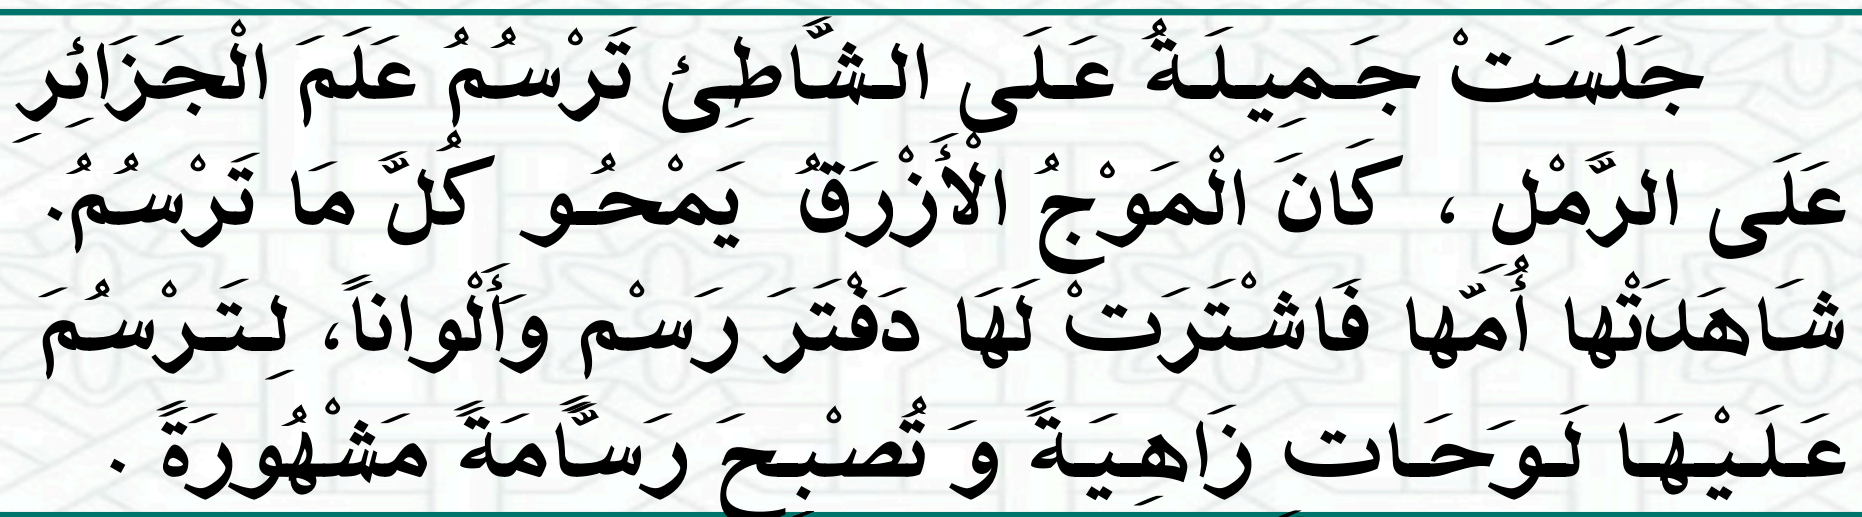 جَلَسَتْ جَمِيلَةُ عَلَى الشَّاطِئ تَرْسُمُ عَلَمَ الْجَزَائِرِ
عَلَى الرَّمْل ، كَانَ الْمَوْجُ الْأَزْرَقُ يَمْحُو كُلَّ مَا تَرْسُمُ.
شَاهَدَتْها أُمّها فَاشْتَرَتْ لَهَا دَفْتَرَ رَسْم وَأَلْواناً، لِتَرْسُمَ
عَلَيْهَا لَوحَاتِ زَاهِيَةً وَ تُصْبِحَ رَسَّامَةً مَشْهُورَةً .